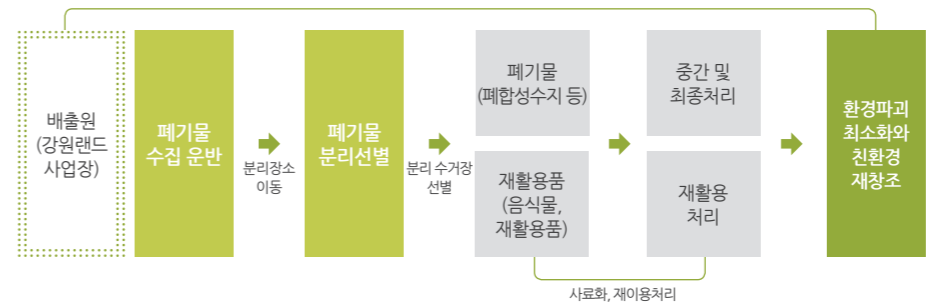 배출원
(강원랜드
사업장)
폐기물
수집 운반
분리장소
이동
폐기물
분리선별
분리 수거장
선별
폐기물
(폐합성수지 등)
재활용품
(음식물,
재활용품)
중간 및
최종처리
재활용
처리
사료화, 재이용처리
환경파괴
최소화와
친환경
재창조